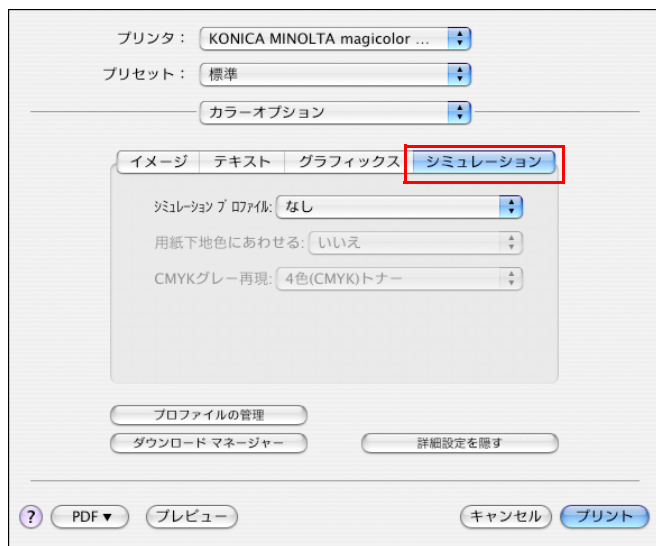 プリンタ： KONICA MINOLTA magicolor ...
プリセット： 標準
カラーオプション
イメージ テキスト グラフィックス シミュレーション
シミュレーション プロファイル: なし
用紙下地色にあわせる: いいえ
CMYKグレー再現: 4色(CMYK)トナー
プロファイルの管理
ダウンロード マネージャー 詳細設定を隠す
? PDF▼ プレビュー キャンセル プリント